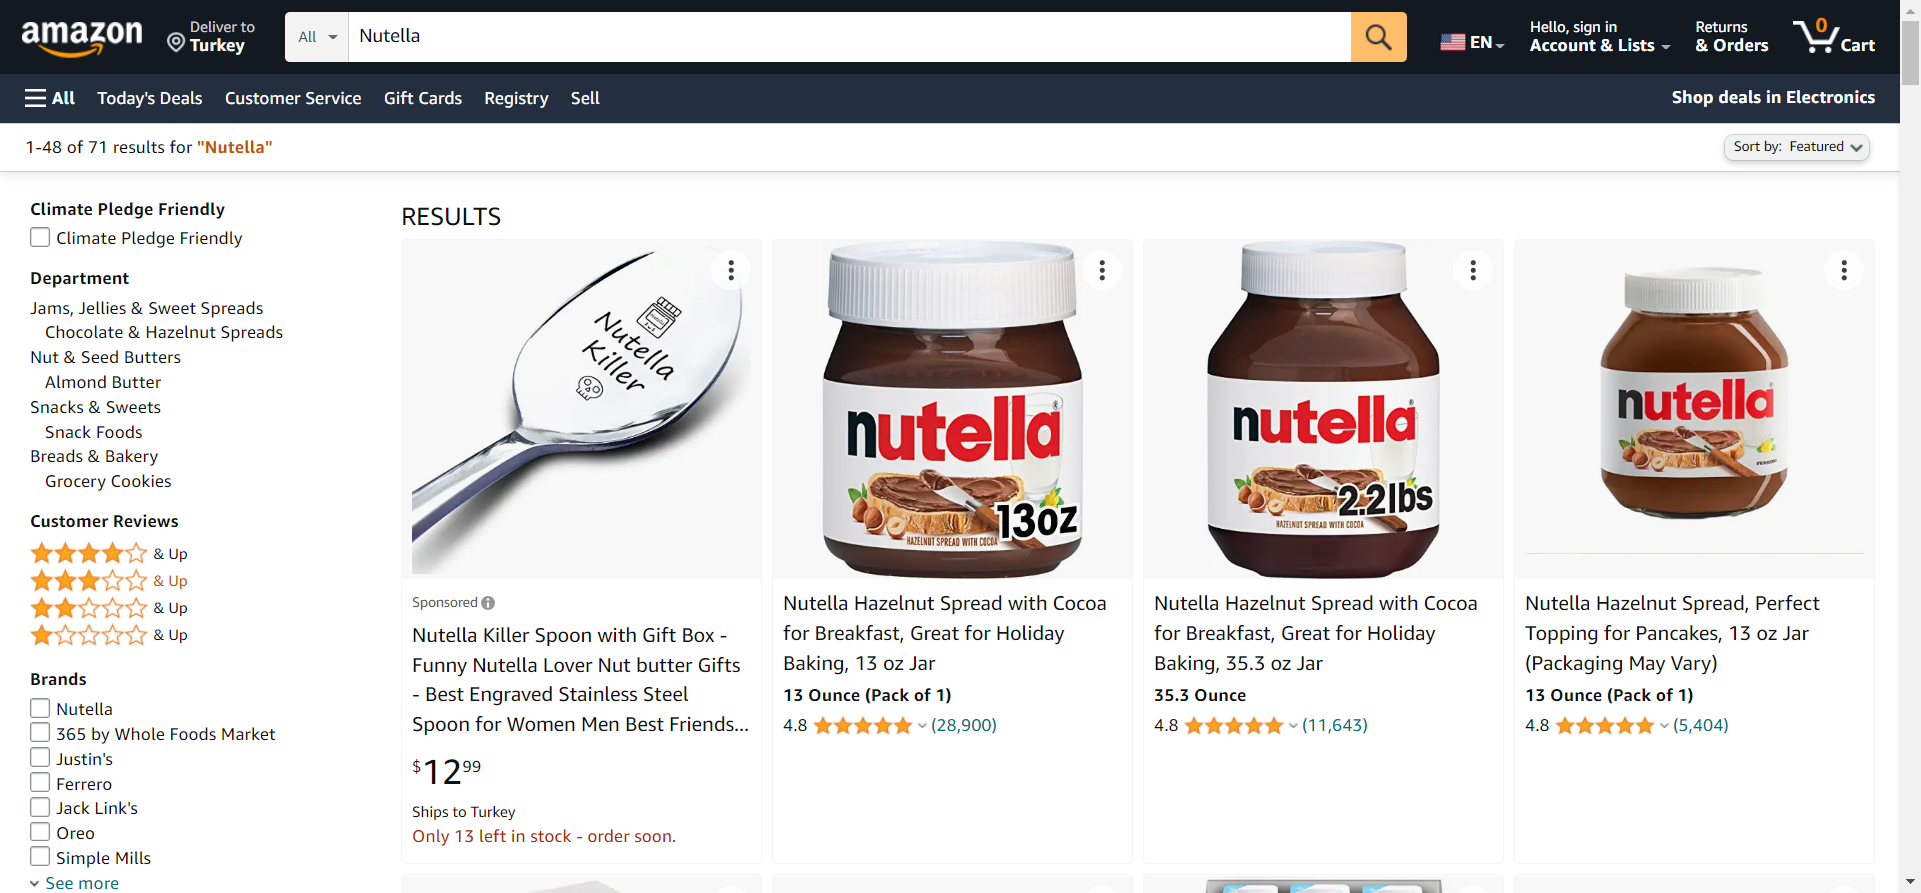 amazon
Deliver to
Turkey
All
Nutella
EN
Hello, sign in
Account & Lists
Returns
& Orders
0
Cart
All
Today's Deals
Customer Service
Gift Cards
Registry
Sell
Shop deals in Electronics
1-48 of 71 results for "Nutella"
Sort by: Featured
Climate Pledge Friendly
Climate Pledge Friendly
Department
Jams, Jellies & Sweet Spreads
Chocolate & Hazelnut Spreads
Nut & Seed Butters
Almond Butter
Snacks & Sweets
Snack Foods
Breads & Bakery
Grocery Cookies
Customer Reviews
& Up
& Up
& Up
& Up
Brands
Nutella
365 by Whole Foods Market
Justin's
Ferrero
Jack Link's
Oreo
Simple Mills
See more
RESULTS
Nutella
Killer
Sponsored
Nutella Killer Spoon with Gift Box -
Funny Nutella Lover Nut butter Gifts
- Best Engraved Stainless Steel
Spoon for Women Men Best Friends...
$1299
Ships to Turkey
Only 13 left in stock - order soon.
nutella®
13oz
HAZELNUT SPREAD WITH COCOA
Nutella Hazelnut Spread with Cocoa
for Breakfast, Great for Holiday
Baking, 13 oz Jar
13 Ounce (Pack of 1)
4.8 (28,900)
nutella®
2.2lbs
HAZELNUT SPREAD WITH COCOA
Nutella Hazelnut Spread with Cocoa
for Breakfast, Great for Holiday
Baking, 35.3 oz Jar
35.3 Ounce
4.8 (11,643)
nutella
FERRERO
Nutella Hazelnut Spread, Perfect
Topping for Pancakes, 13 oz Jar
(Packaging May Vary)
13 Ounce (Pack of 1)
4.8 (5,404)